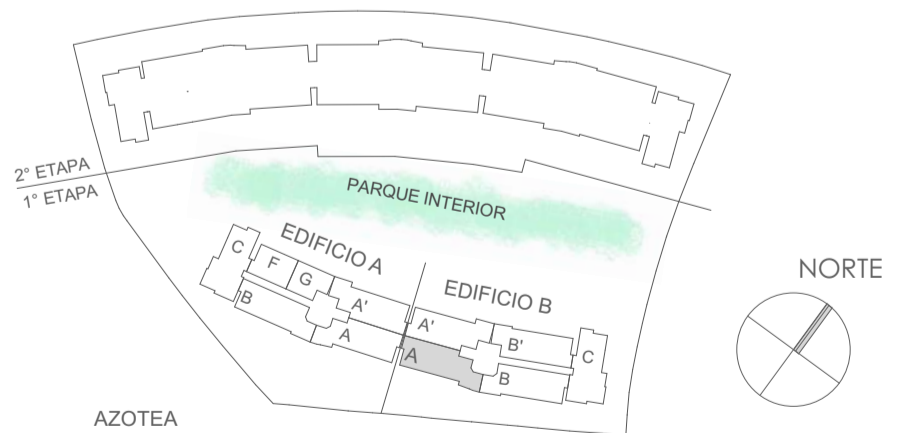 2° ETAPA
1° ETAPA
PARQUE INTERIOR
NORTE
EDIFICIO A
C
F
G
B
A'
A
EDIFICIO B
A'
B'
C
A
B
AZOTEA